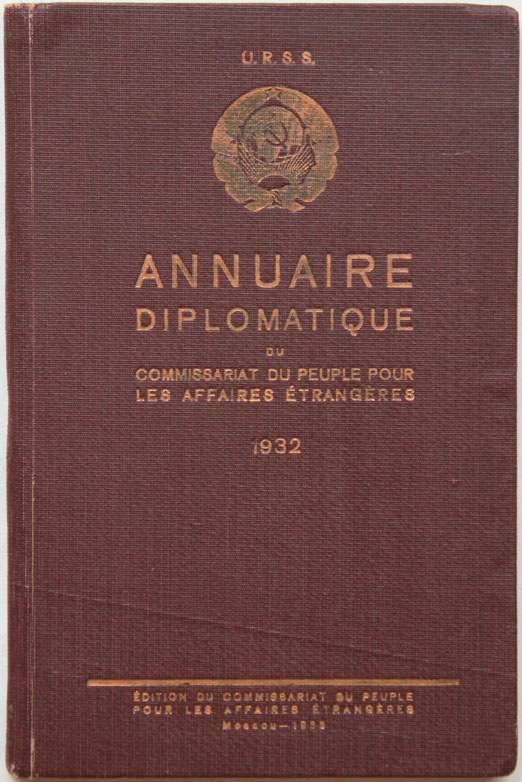 U.R.S.S.
ANNUAIRE
DIPLOMATIQUE
DU
COMMISSARIAT DU PEUPLE POUR
LES AFFAIRES ÉTRANGÈRES
1932
ÉDITION DU COMMISSARIAT DU PEUPLE
POUR LES AFFAIRES ÉTRANGÈRES
Moscou—1932